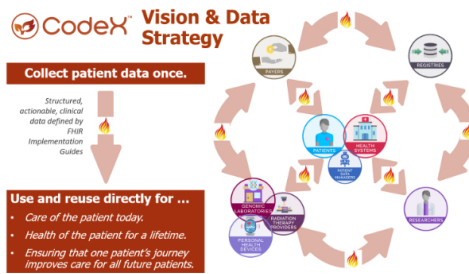 CodeX™ Vision & Data
Strategy
Collect patient data once.
Structured,
actionable, clinical
data defined by
FHIR
Implementation
Guides
Use and reuse directly for ...
• Care of the patient today.
• Health of the patient for a lifetime.
• Ensuring that one patient's journey
improves care for all future patients.
PAYERS
REGISTRIES
PATIENTS
HEALTH
SYSTEMS
GENOMIC
LABORATORIES
RADIATION
THERAPY
PROVIDERS
PERSONAL
HEALTH
DEVICES
RESEARCHERS